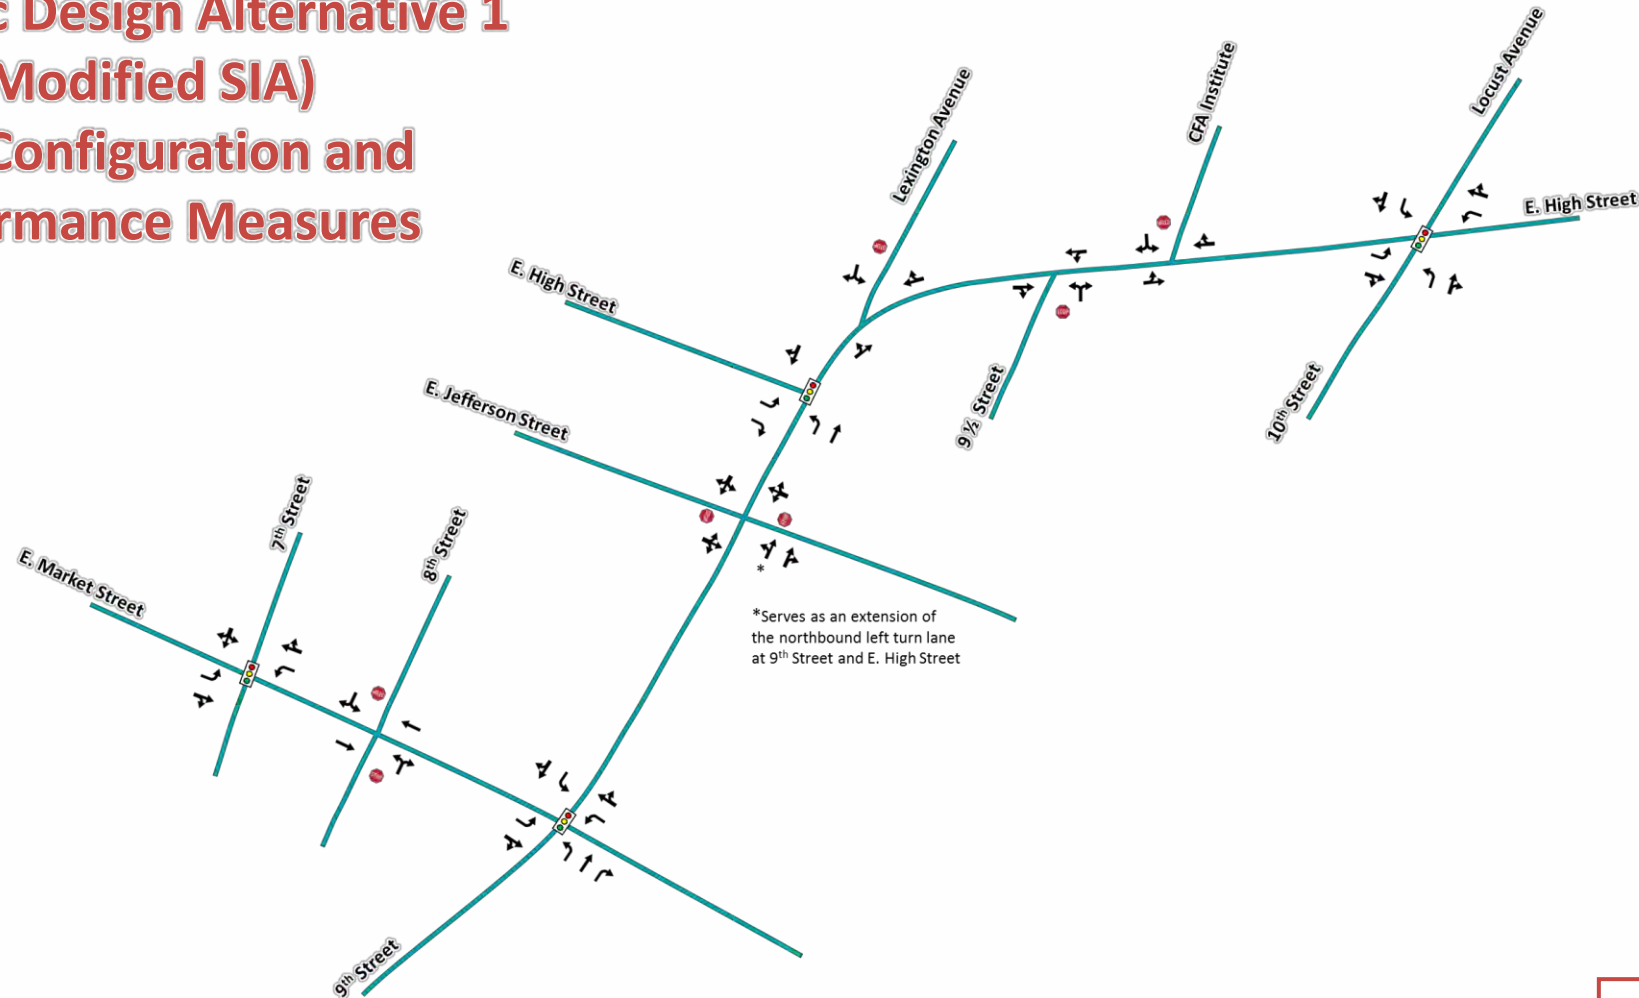 c Design Alternative 1
Modified SIA)
Configuration and
rmance Measures
Locust Avenue
CFA Institute
Lexington Avenue
E. High Street
E. High Street
E. Jefferson Street
9 ½ Street
10th Street
7th Street
8th Street
E. Market Street
*
*Serves as an extension of
the northbound left turn lane
at 9th Street and E. High Street
9th Street